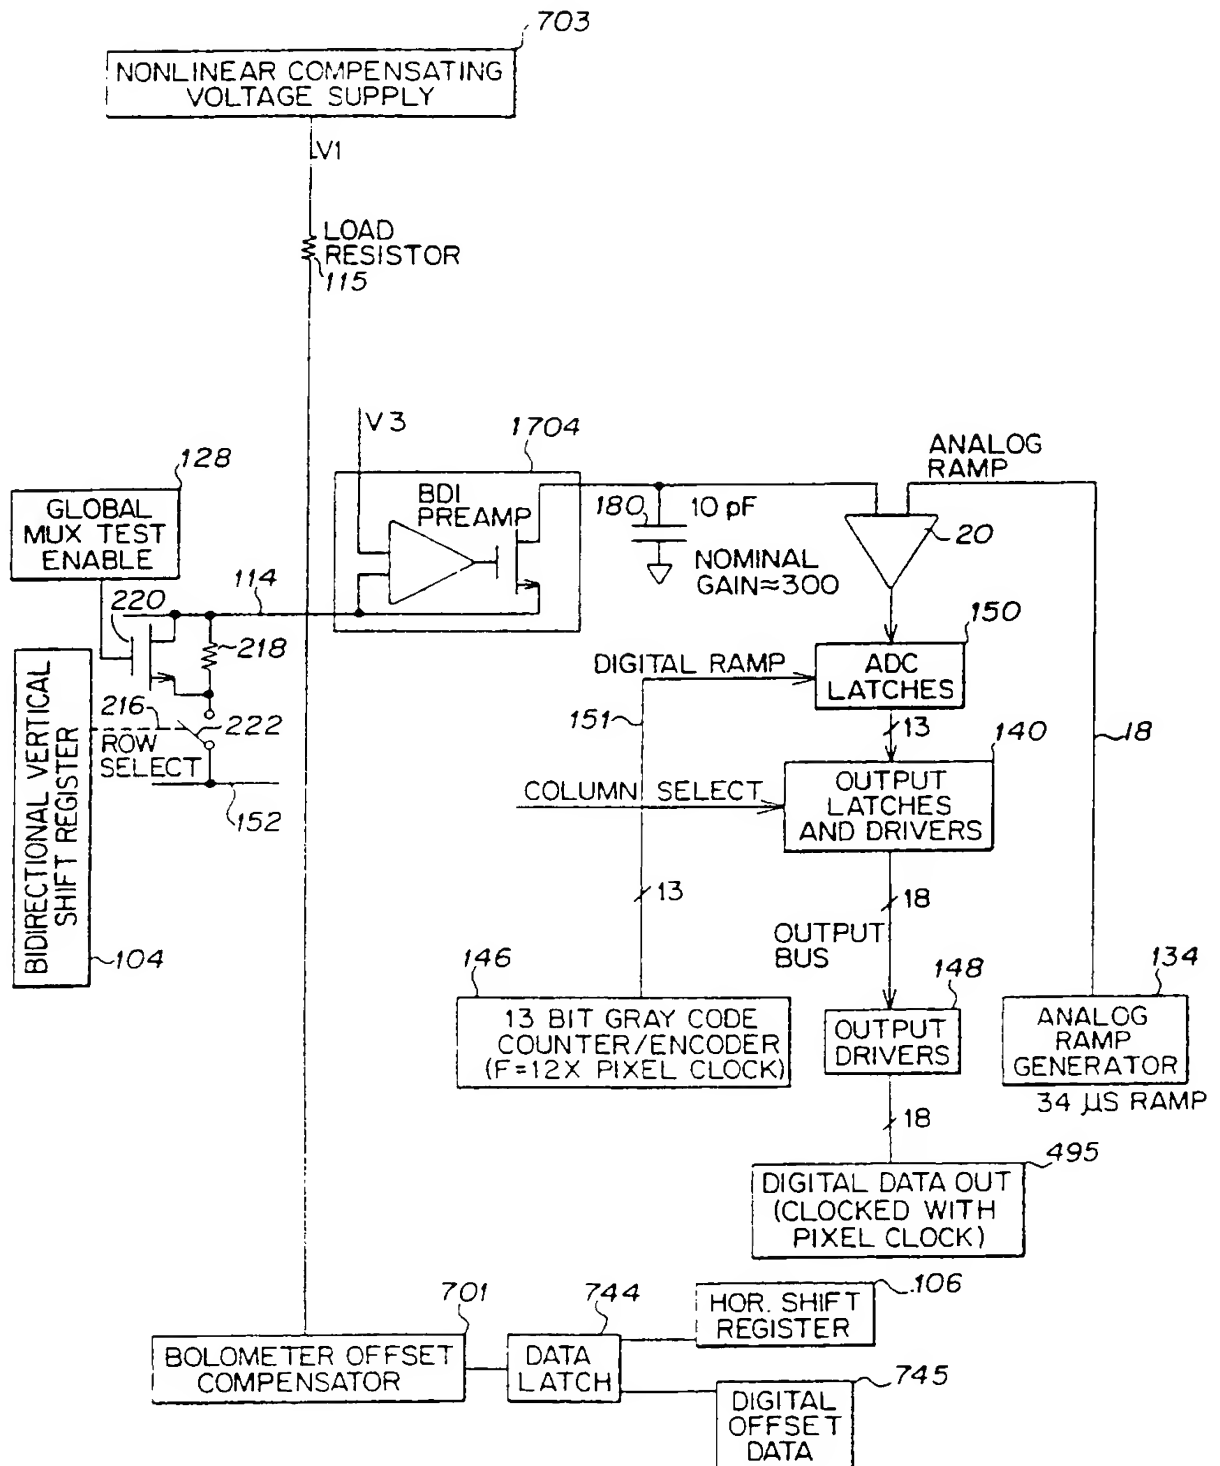 703
NONLINEAR COMPENSATING
VOLTAGE SUPPLY
V1
LOAD
RESISTOR
115
V3
1704
ANALOG
RAMP
128
GLOBAL
MUX TEST
ENABLE
BDI
PREAMP
180
10 pF
20
NOMINAL
GAIN≈300
114
220
218
150
ADC
LATCHES
DIGITAL RAMP
216
222
ROW
SELECT
151
13
140
18
BIDIRECTIONAL VERTICAL
SHIFT REGISTER
152
COLUMN SELECT
OUTPUT
LATCHES
AND DRIVERS
13
18
OUTPUT
BUS
104
146
148
134
13 BIT GRAY CODE
COUNTER/ENCODER
(F=12X PIXEL CLOCK)
OUTPUT
DRIVERS
ANALOG
RAMP
GENERATOR
34 µS RAMP
18
495
DIGITAL DATA OUT
(CLOCKED WITH
PIXEL CLOCK)
701
744
106
HOR. SHIFT
REGISTER
BOLOMETER OFFSET
COMPENSATOR
DATA
LATCH
745
DIGITAL
OFFSET
DATA